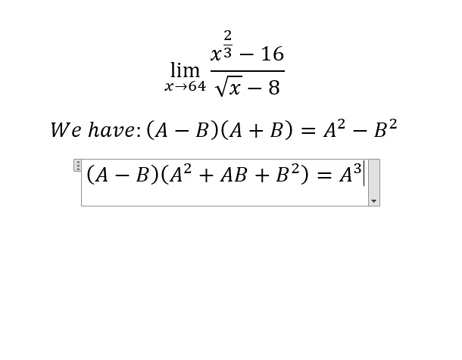 lim x→64 (x^(2/3) − 16)/(√x − 8)
We have: (A − B)(A + B) = A² − B²
(A − B)(A² + AB + B²) = A³